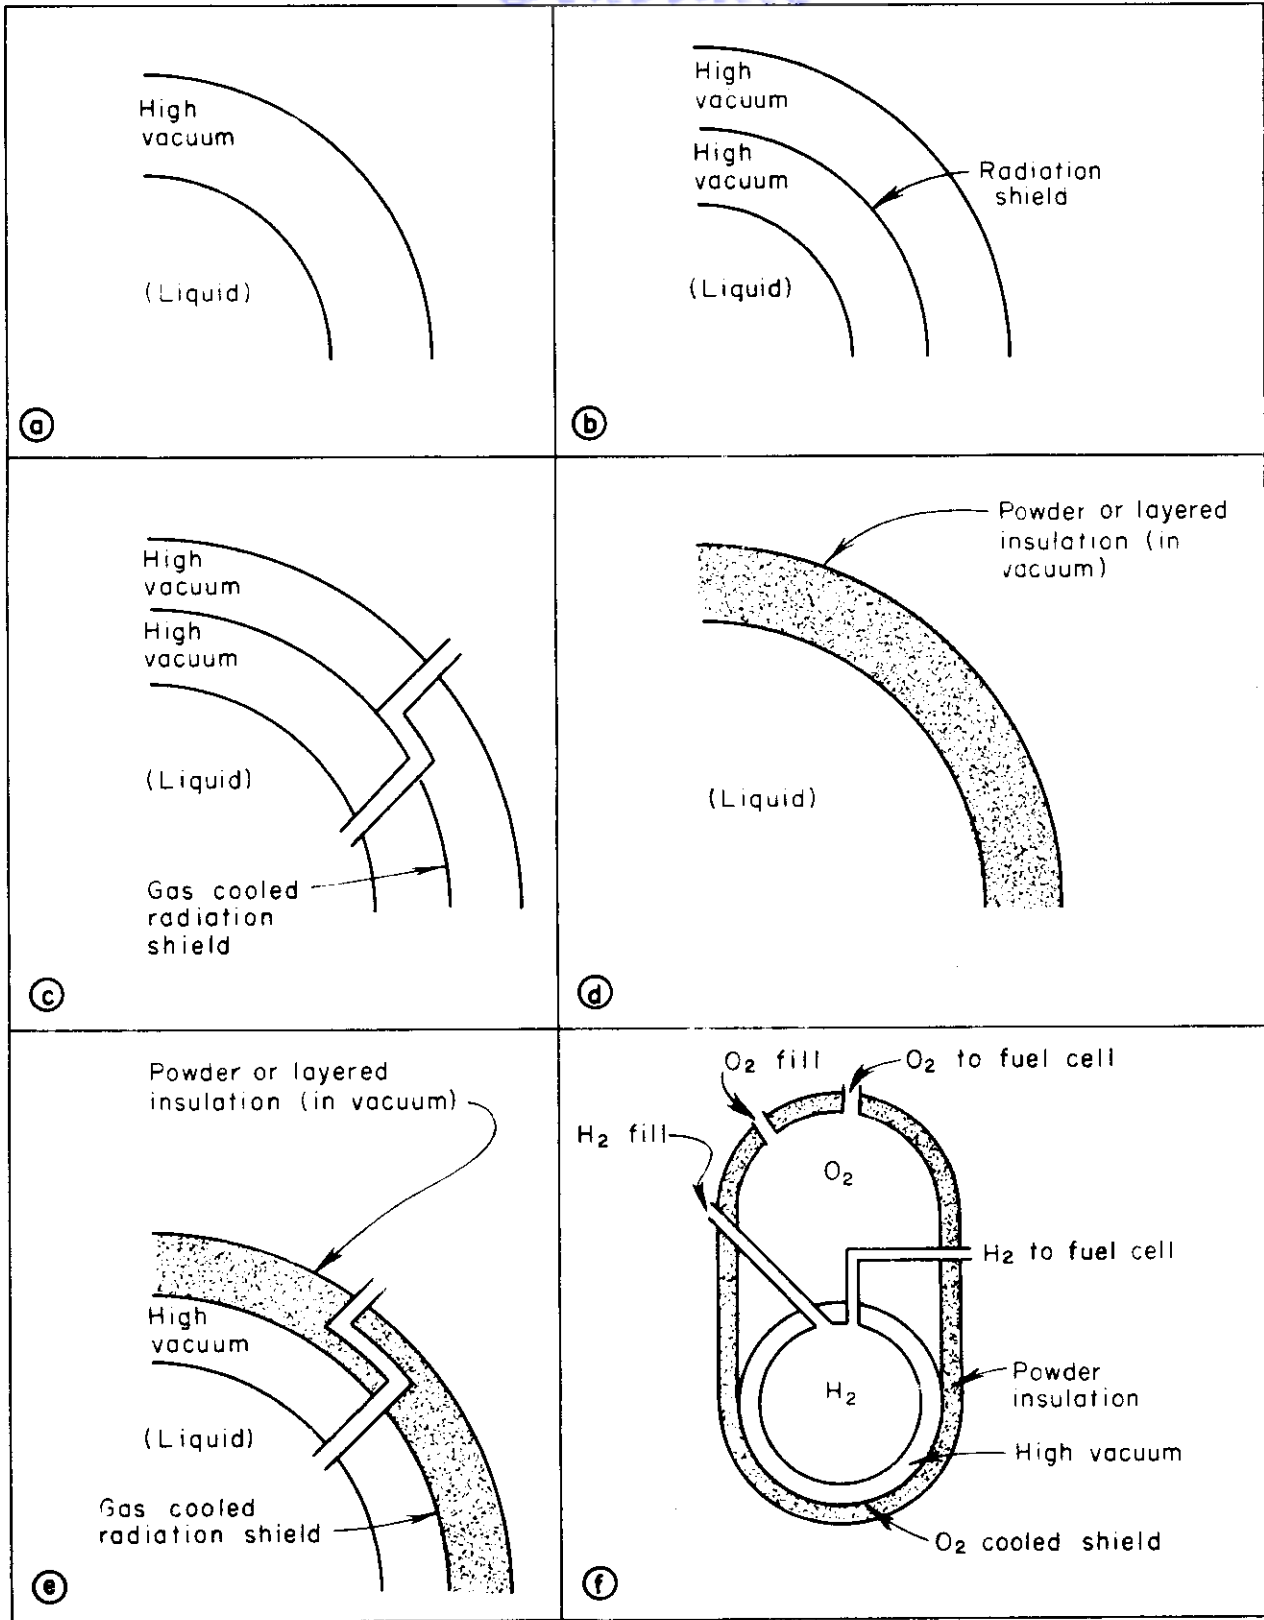 High
vacuum
(Liquid)
a
High
vacuum
High
vacuum
Radiation
shield
(Liquid)
b
High
vacuum
High
vacuum
(Liquid)
Gas cooled
radiation
shield
c
Powder or layered
insulation (in
vacuum)
(Liquid)
d
Powder or layered
insulation (in vacuum)
High
vacuum
(Liquid)
Gas cooled
radiation shield
e
O₂ fill
O₂ to fuel cell
H₂ fill
O₂
H₂ to fuel cell
H₂
Powder
insulation
High vacuum
O₂ cooled shield
f